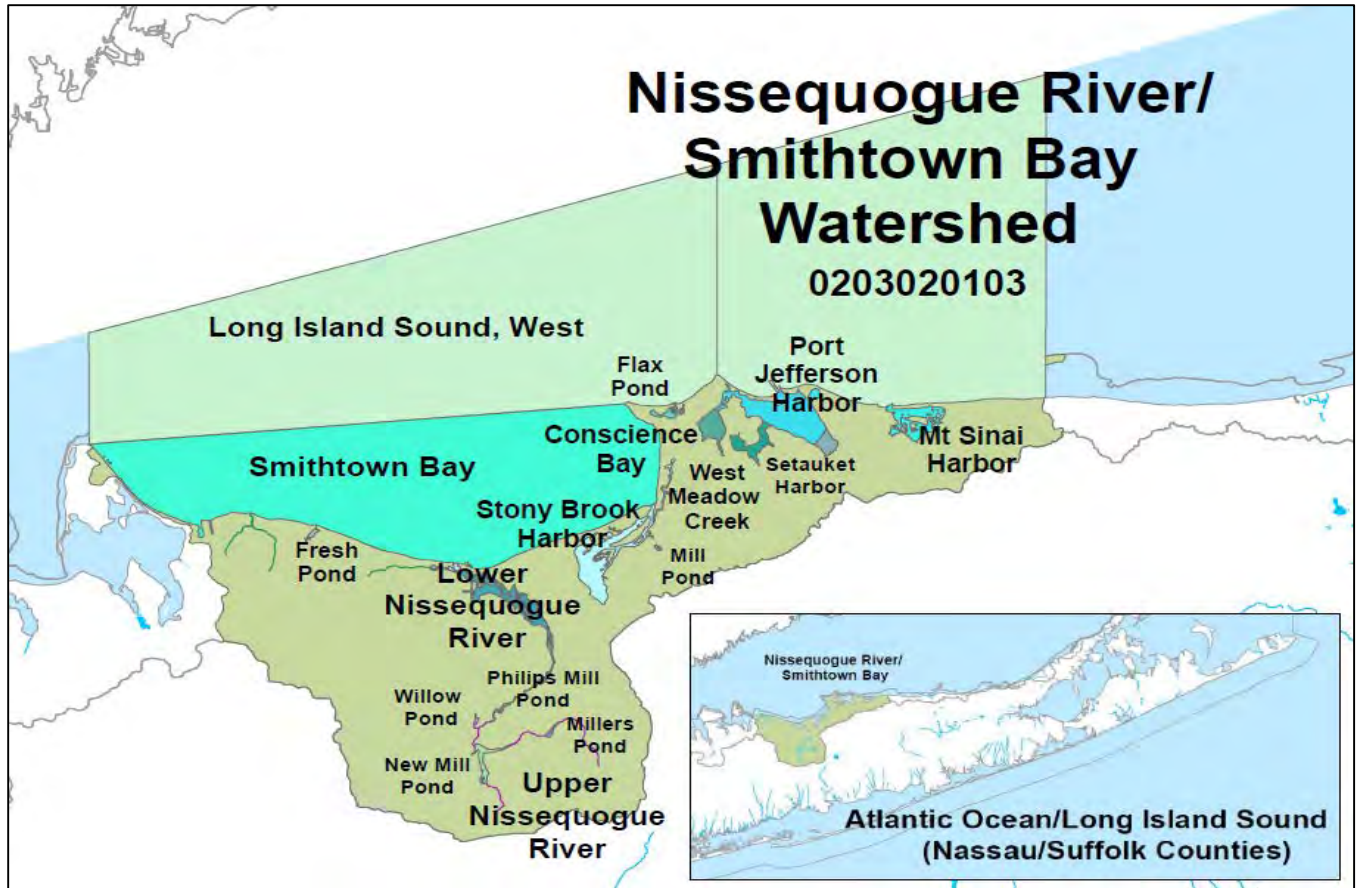 Nissequogue River/
Smithtown Bay
Watershed
0203020103
Long Island Sound, West
Flax
Pond
Port
Jefferson
Harbor
Conscience
Bay
Mt Sinai
Harbor
Smithtown Bay
West
Meadow
Creek
Setauket
Harbor
Stony Brook
Harbor
Fresh
Pond
Mill
Pond
Lower
Nissequogue
River
Philips Mill
Pond
Willow
Pond
Millers
Pond
New Mill
Pond
Upper
Nissequogue
River
Nissequogue River/
Smithtown Bay
Atlantic Ocean/Long Island Sound
(Nassau/Suffolk Counties)